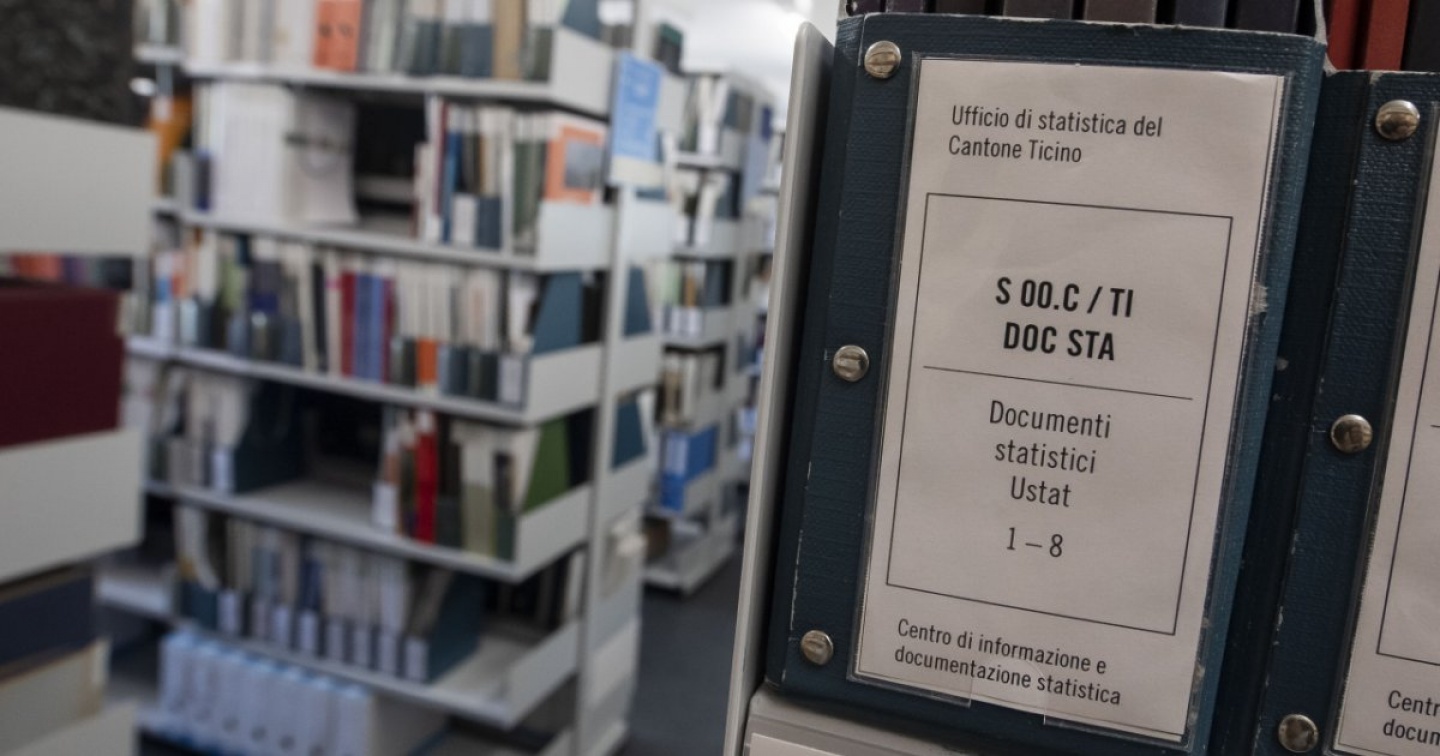 Ufficio di statistica del
Cantone Ticino
S 00.C / TI
DOC STA
Documenti
statistici
Ustat
1 – 8
Centro di informazione e
documentazione statistica